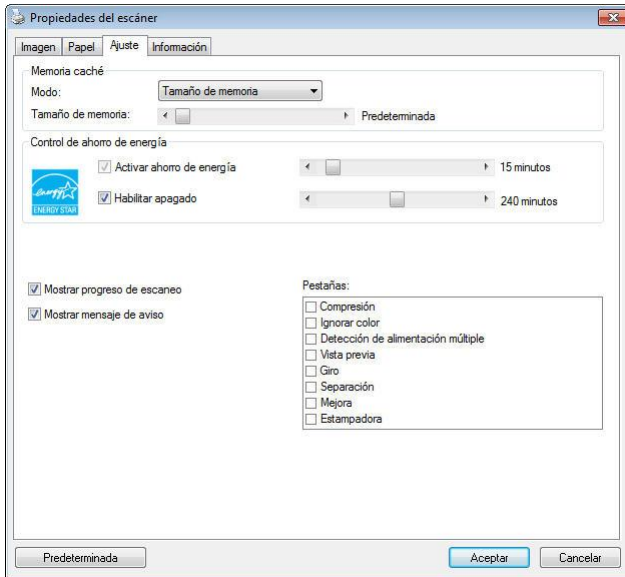 Propiedades del escáner
Imagen Papel Ajuste Información
Memoria caché
Modo: Tamaño de memoria
Tamaño de memoria: Predeterminada
Control de ahorro de energía
Activar ahorro de energía 15 minutos
Habilitar apagado 240 minutos
energy
ENERGY STAR
Mostrar progreso de escaneo
Mostrar mensaje de aviso
Pestañas:
Compresión
Ignorar color
Detección de alimentación múltiple
Vista previa
Giro
Separación
Mejora
Estampadora
Predeterminada Aceptar Cancelar